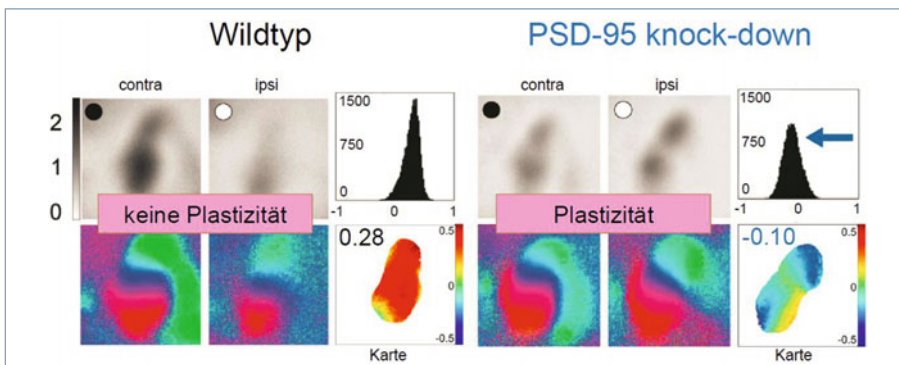 Wildtyp
PSD-95 knock-down
contra
ipsi
2
1
0
1500
750
0
-1
0
1
contra
ipsi
1500
750
0
-1
0
1
keine Plastizität
Plastizität
0.28
0.5
0
-0.5
Karte
-0.10
0.5
0
-0.5
Karte